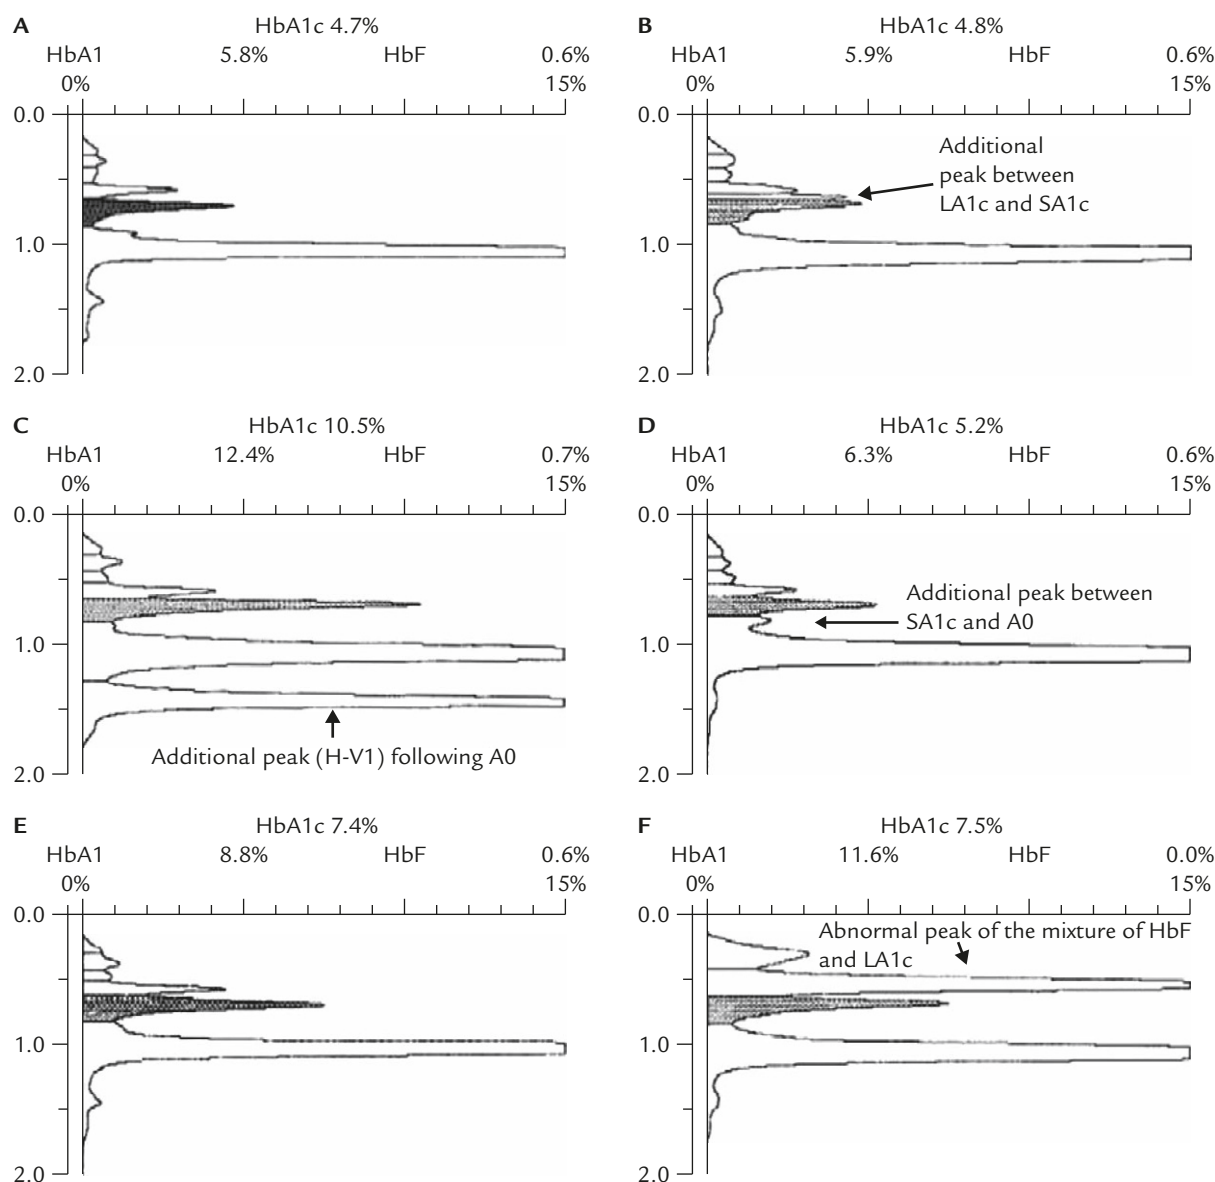 A
HbA1c 4.7%
HbA1 5.8% HbF 0.6%
0% 15%
0.0
1.0
2.0
B
HbA1c 4.8%
HbA1 5.9% HbF 0.6%
0% 15%
0.0
Additional
peak between
LA1c and SA1c
1.0
2.0
C
HbA1c 10.5%
HbA1 12.4% HbF 0.7%
0% 15%
0.0
1.0
Additional peak (H-V1) following A0
2.0
D
HbA1c 5.2%
HbA1 6.3% HbF 0.6%
0% 15%
0.0
Additional peak between
SA1c and A0
1.0
2.0
E
HbA1c 7.4%
HbA1 8.8% HbF 0.6%
0% 15%
0.0
1.0
2.0
F
HbA1c 7.5%
HbA1 11.6% HbF 0.0%
0% 15%
0.0
Abnormal peak of the mixture of HbF
and LA1c
1.0
2.0